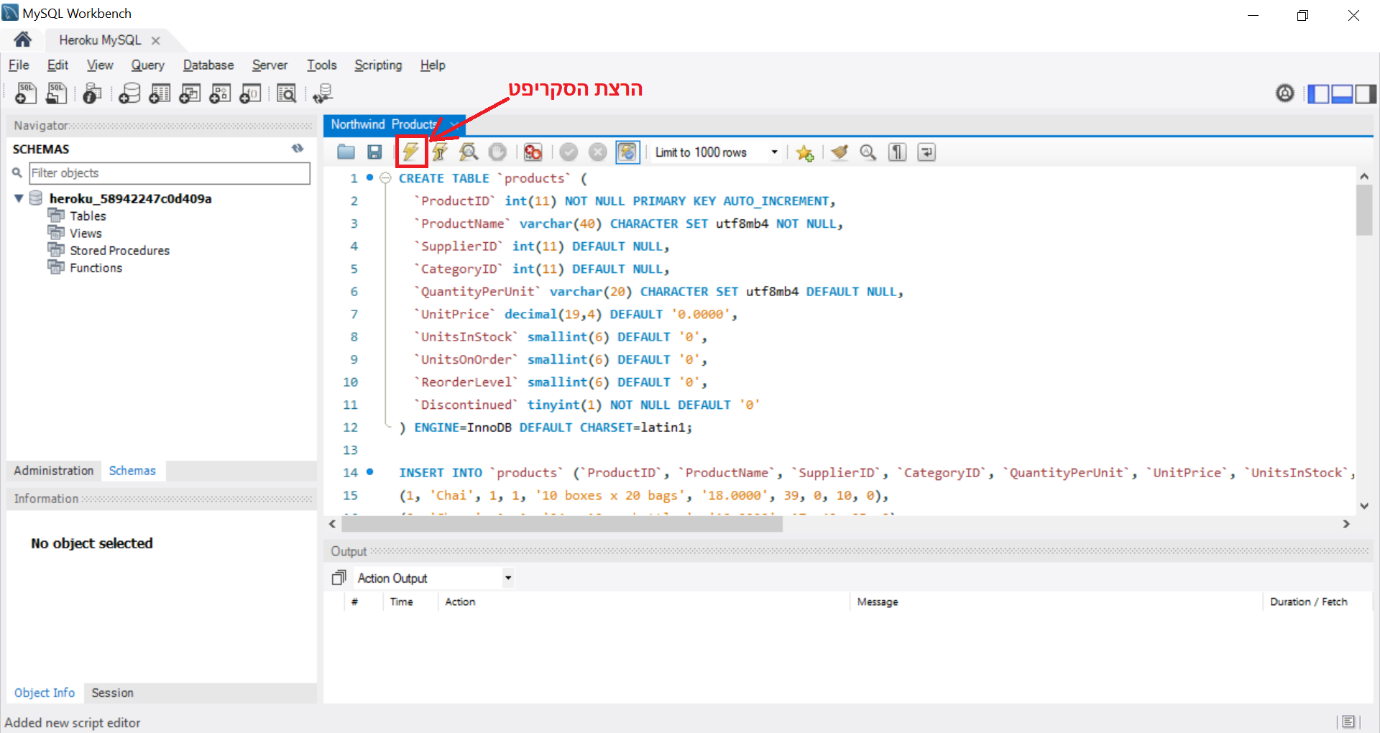 MySQL Workbench
Heroku MySQL
File Edit View Query Database Server Tools Scripting Help
הרצת הסקריפט
Navigator
SCHEMAS
Filter objects
heroku_58942247c0d409a
Tables
Views
Stored Procedures
Functions
Administration Schemas
Information
No object selected
Object Info Session
Northwind Products
Limit to 1000 rows
1 CREATE TABLE `products` (
2 `ProductID` int(11) NOT NULL PRIMARY KEY AUTO_INCREMENT,
3 `ProductName` varchar(40) CHARACTER SET utf8mb4 NOT NULL,
4 `SupplierID` int(11) DEFAULT NULL,
5 `CategoryID` int(11) DEFAULT NULL,
6 `QuantityPerUnit` varchar(20) CHARACTER SET utf8mb4 DEFAULT NULL,
7 `UnitPrice` decimal(19,4) DEFAULT '0.0000',
8 `UnitsInStock` smallint(6) DEFAULT '0',
9 `UnitsOnOrder` smallint(6) DEFAULT '0',
10 `ReorderLevel` smallint(6) DEFAULT '0',
11 `Discontinued` tinyint(1) NOT NULL DEFAULT '0'
12 ) ENGINE=InnoDB DEFAULT CHARSET=latin1;
13
14 INSERT INTO `products` (`ProductID`, `ProductName`, `SupplierID`, `CategoryID`, `QuantityPerUnit`, `UnitPrice`, `UnitsInStock`,
15 (1, 'Chai', 1, 1, '10 boxes x 20 bags', '18.0000', 39, 0, 10, 0),
Output
Action Output
# Time Action Message Duration / Fetch
Added new script editor